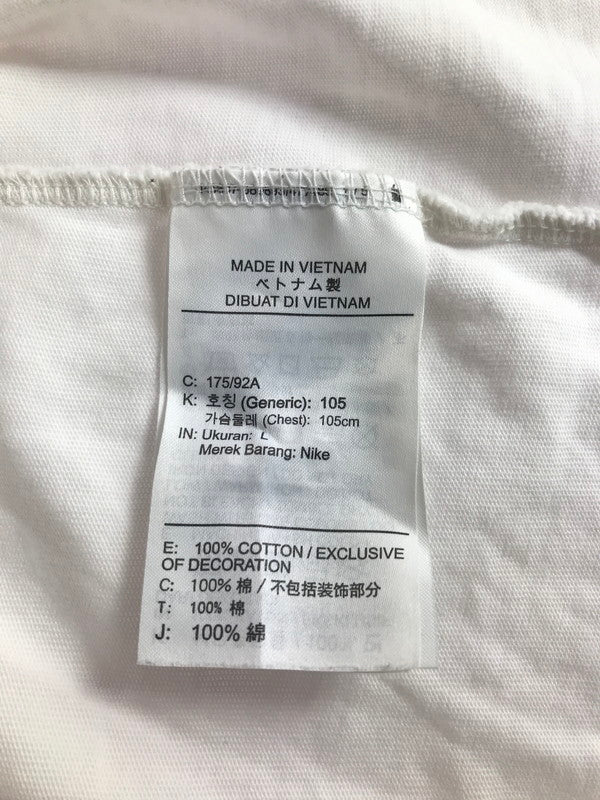 MADE IN VIETNAM
ベトナム製
DIBUAT DI VIETNAM
C: 175/92A
K: 호칭 (Generic): 105
가슴둘레 (Chest): 105cm
IN: Ukuran: L
Merek Barang: Nike
E: 100% COTTON / EXCLUSIVE
OF DECORATION
C: 100% 棉 / 不包括装饰部分
T: 100% 棉
J: 100% 綿